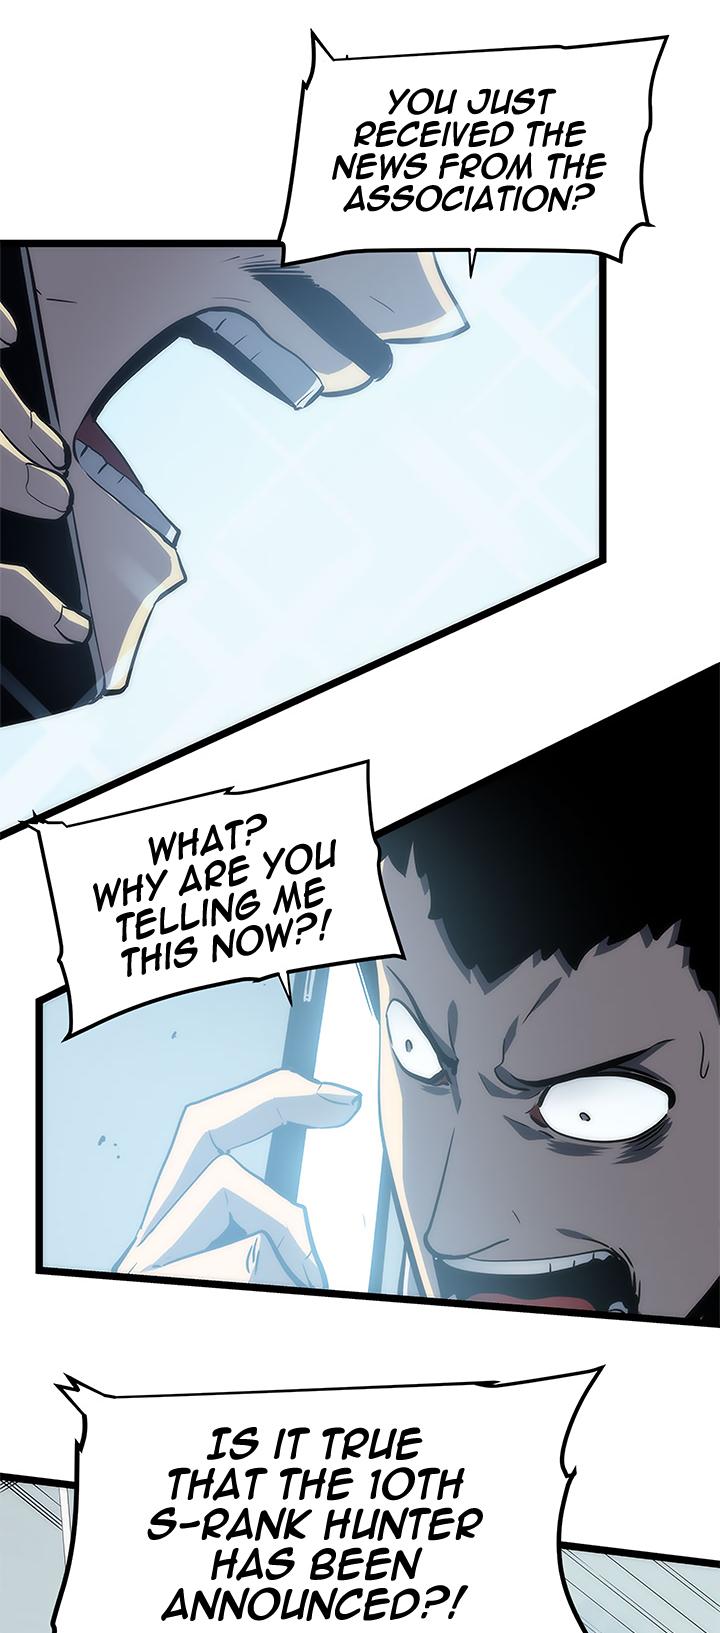 YOU JUST
RECEIVED THE
NEWS FROM THE
ASSOCIATION?
WHAT?
WHY ARE YOU
TELLING ME
THIS NOW?!
IS IT TRUE
THAT THE 10TH
S-RANK HUNTER
HAS BEEN
ANNOUNCED?!